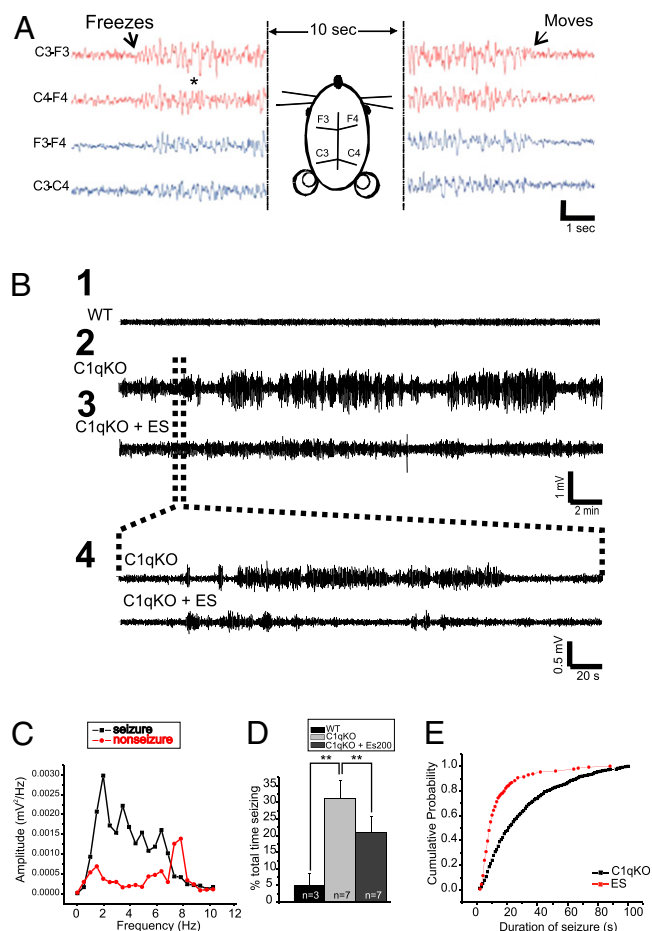 A
Freezes
10 sec
Moves
C3-F3
*
C4-F4
F3 F4
F3-F4
C3 C4
C3-C4
1 sec
B
1
WT
2
C1qKO
3
C1qKO + ES
1 mV
2 min
4
C1qKO
C1qKO + ES
0.5 mV
20 s
C
seizure
nonseizure
Amplitude (mV²/Hz)
0.0030
0.0025
0.0020
0.0015
0.0010
0.0005
0.0000
0 2 4 6 8 10 12
Frequency (Hz)
D
WT
C1qKO
C1qKO + Es200
** **
% total time seizing
35
30
25
20
15
10
5
0
n=3 n=7 n=7
E
Cumulative Probability
1.0
0.8
0.6
0.4
0.2
0.0
C1qKO
ES
0 20 40 60 80 100
Duration of seizure (s)